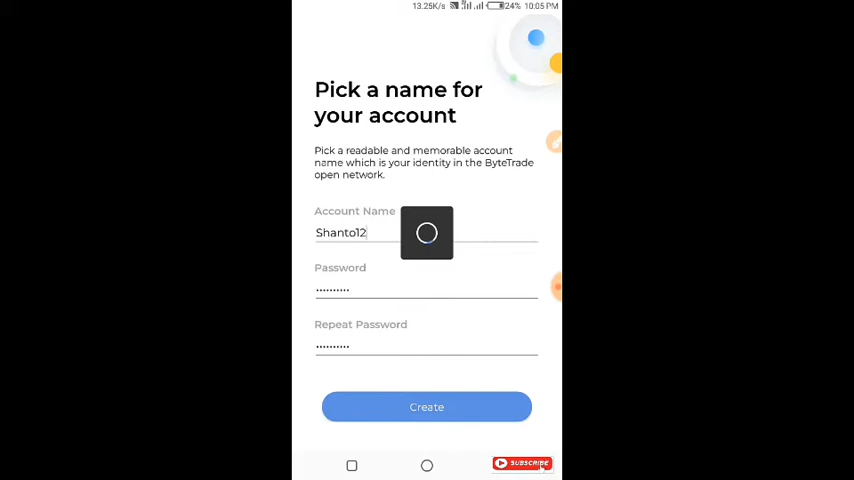 13.25K/s 24% 10:05 PM
Pick a name for
your account
Pick a readable and memorable account
name which is your identity in the ByteTrade
open network.
Account Name
Shanto12
Password
••••••••••
Repeat Password
••••••••••
Create
SUBSCRIBE